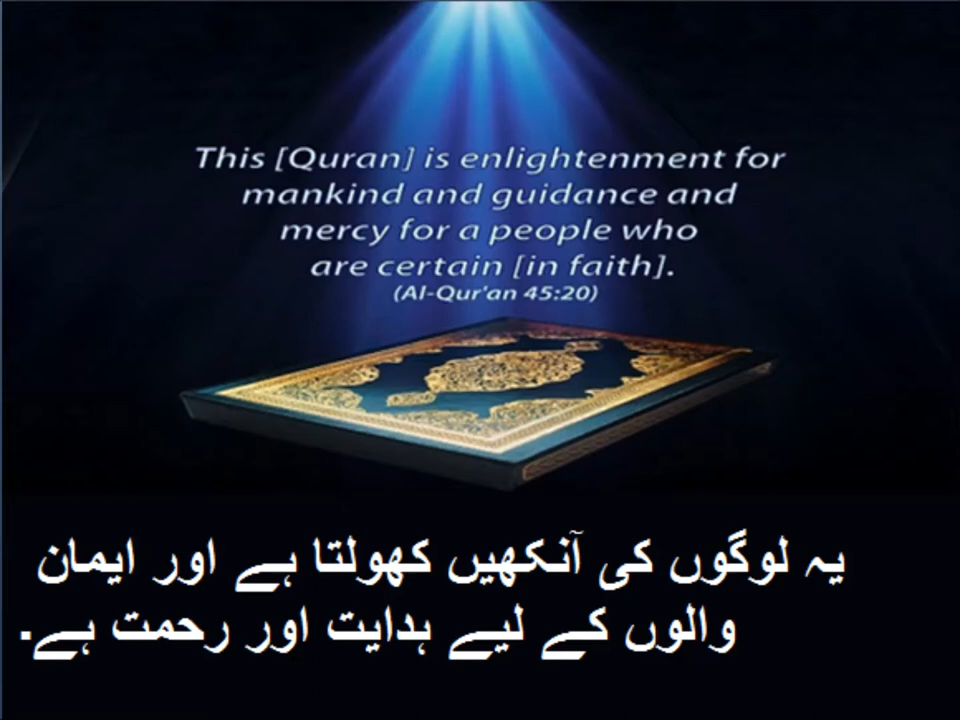 This [Quran] is enlightenment for
mankind and guidance and
mercy for a people who
are certain [in faith].
(Al-Qur'an 45:20)
یہ لوگوں کی آنکھیں کھولتا ہے اور ایمان
والوں کے لیے ہدایت اور رحمت ہے.